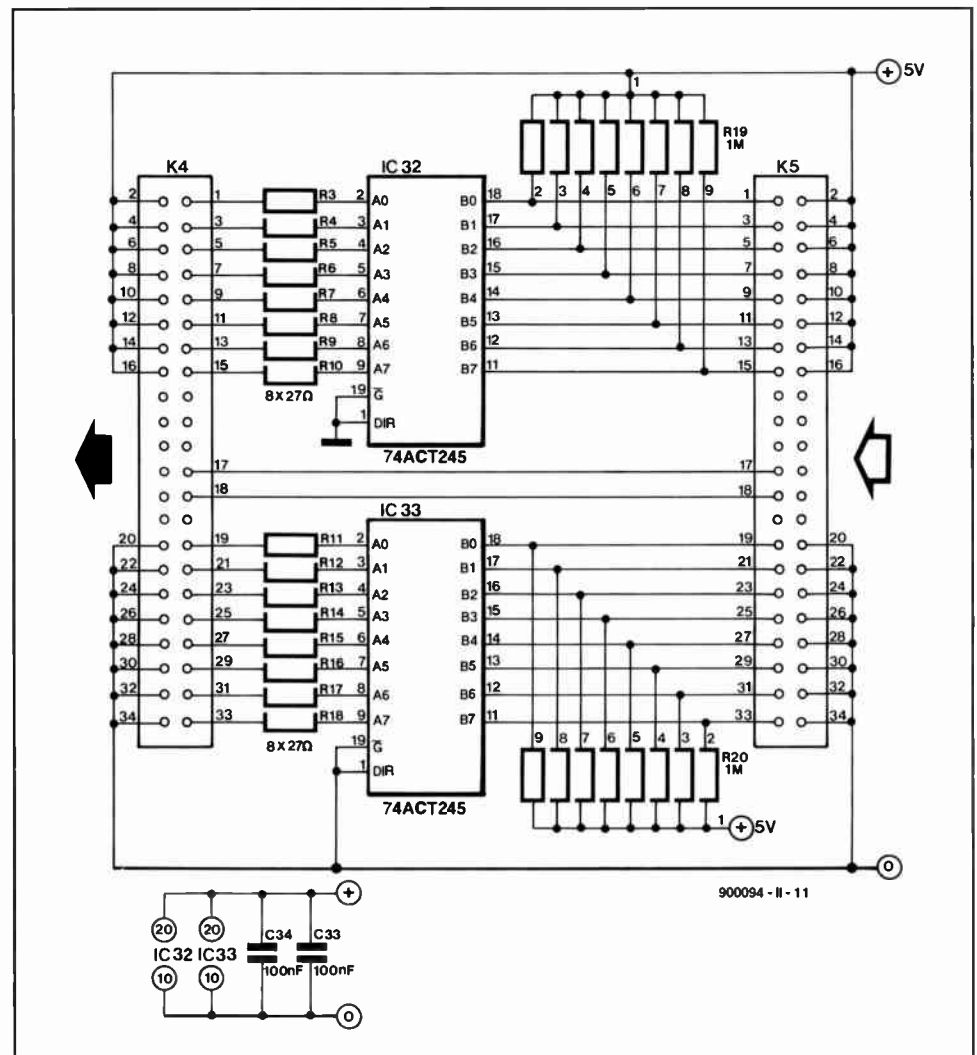 + 5V
1
R19
1M
K4
IC 32
K5
2 1 R3 2 A0 B0 18 2 3 4 5 6 7 8 9 1 2
4 3 R4 3 A1 B1 17 3 4
6 5 R5 4 A2 B2 16 5 6
8 7 R6 5 A3 B3 15 7 8
10 9 R7 6 A4 B4 14 9 10
12 11 R8 7 A5 B5 13 11 12
14 13 R9 8 A6 B6 12 13 14
16 15 R10 9 A7 B7 11 15 16
8X27Ω 19 G̅
1 DIR
74ACT245
17 17
18 18
IC 33
20 19 R11 2 A0 B0 18 19 20
22 21 R12 3 A1 B1 17 21 22
24 23 R13 4 A2 B2 16 23 24
26 25 R14 5 A3 B3 15 25 26
28 27 R15 6 A4 B4 14 27 28
30 29 R16 7 A5 B5 13 29 30
32 31 R17 8 A6 B6 12 31 32
34 33 R18 9 A7 B7 11 33 34
8X27Ω 19 G̅ 9 8 7 6 5 4 3 2 R20
1M
1 DIR
74ACT245
1 + 5V
0
900094 - II - 11
+
20 20 C34 C33
IC32 IC33
100nF 100nF
10 10
0